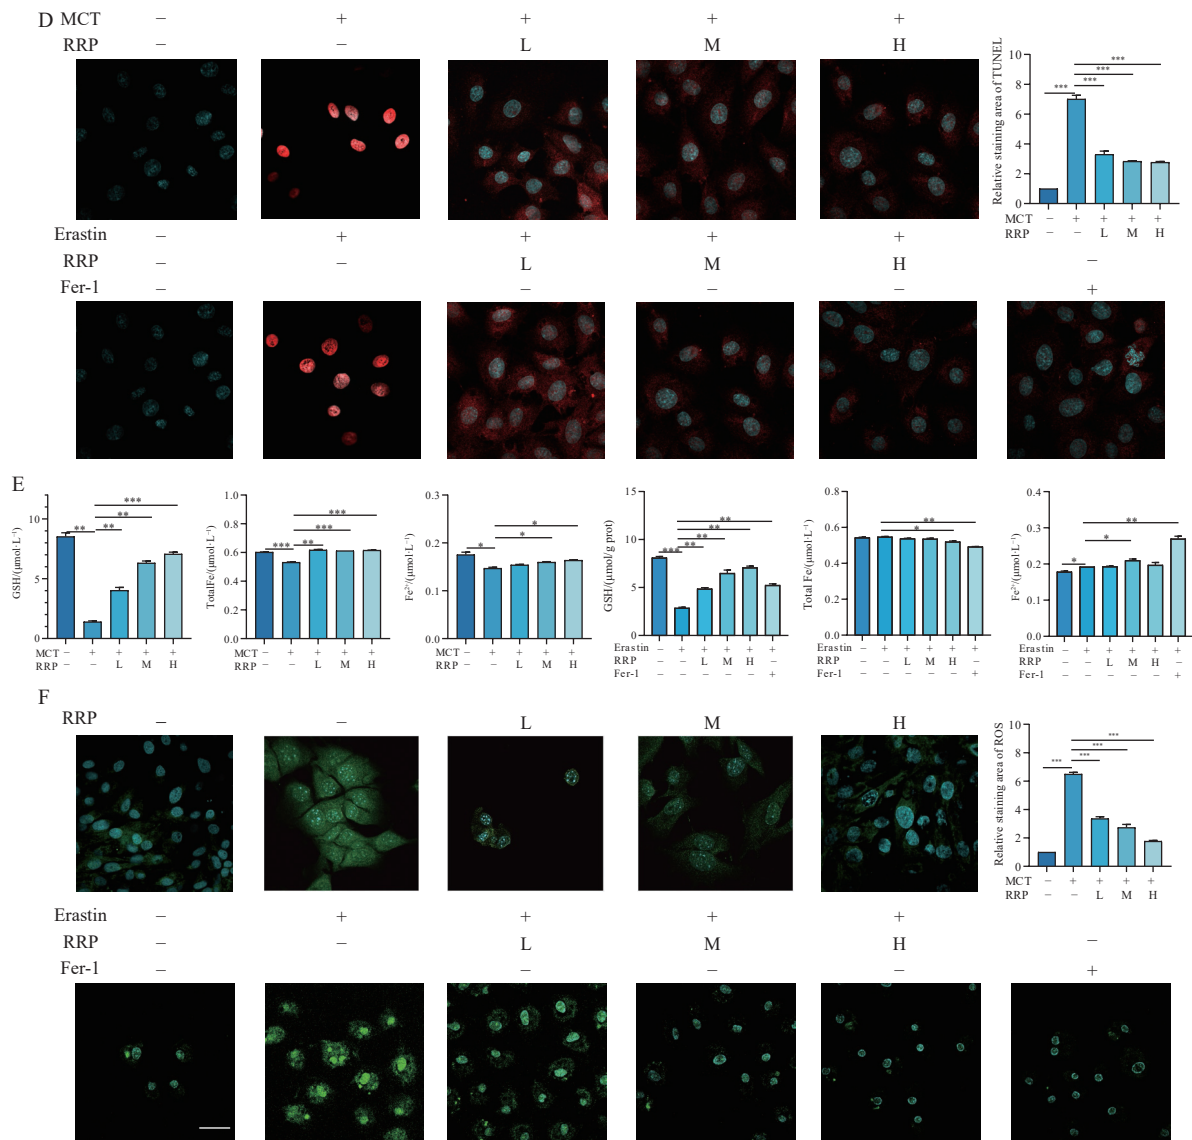 D MCT − + + + +
RRP − − L M H
Relative staining area of TUNEL
10
8
6
4
2
0
*** *** *** ***
MCT − + + + +
RRP − − L M H
Erastin − + + + +
RRP − − L M H −
Fer-1 − − − − − +
E
GSH/(μmol·L⁻¹)
10
5
0
** ** ** ***
MCT − + + + +
RRP − − L M H
TotalFe/(μmol·L⁻¹)
1.0
0.8
0.6
0.4
0.2
0.0
*** ** *** ***
MCT − + + + +
RRP − − L M H
Fe²⁺/(μmol·L⁻¹)
0.3
0.2
0.1
0.0
* * *
MCT − + + + +
RRP − − L M H
GSH/(μmol/g prot)
15
10
5
0
*** ** ** ** **
Erastin − + + + + +
RRP − − L M H −
Fer-1 − − − − − +
Total Fe/(μmol·L⁻¹)
0.6
0.4
0.2
0.0
* **
Erastin − + + + + +
RRP − − L M H −
Fer-1 − − − − − +
Fe²⁺/(μmol·L⁻¹)
0.4
0.3
0.2
0.1
0.0
* * **
Erastin − + + + + +
RRP − − L M H −
Fer-1 − − − − − +
F
RRP − − L M H
Relative staining area of ROS
10
8
6
4
2
0
*** *** *** ***
MCT − + + + +
RRP − − L M H
Erastin − + + + +
RRP − − L M H −
Fer-1 − − − − − +